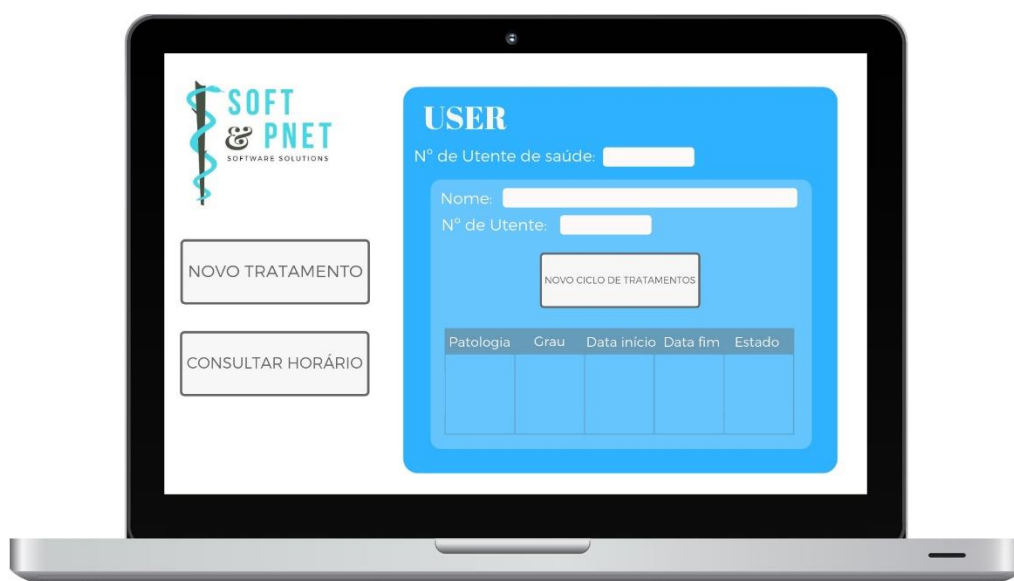 SOFT
& PNET
SOFTWARE SOLUTIONS
NOVO TRATAMENTO
CONSULTAR HORÁRIO
USER
Nº de Utente de saúde:
Nome:
Nº de Utente:
NOVO CICLO DE TRATAMENTOS
Patologia Grau Data início Data fim Estado